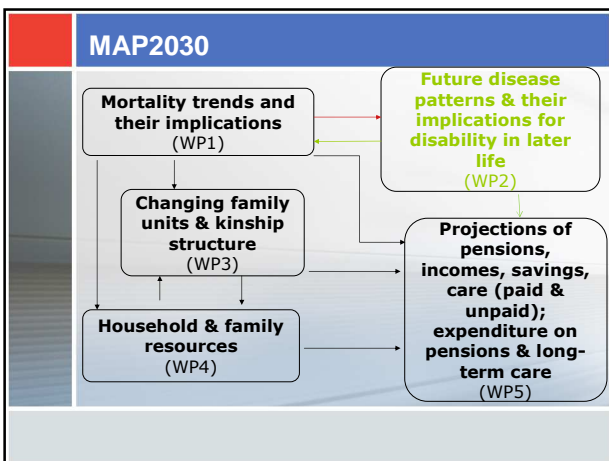 MAP2030
Mortality trends and
their implications
(WP1)
Future disease
patterns & their
implications for
disability in later
life
(WP2)
Changing family
units & kinship
structure
(WP3)
Projections of
pensions,
incomes, savings,
care (paid &
unpaid);
expenditure on
pensions & long-
term care
(WP5)
Household & family
resources
(WP4)